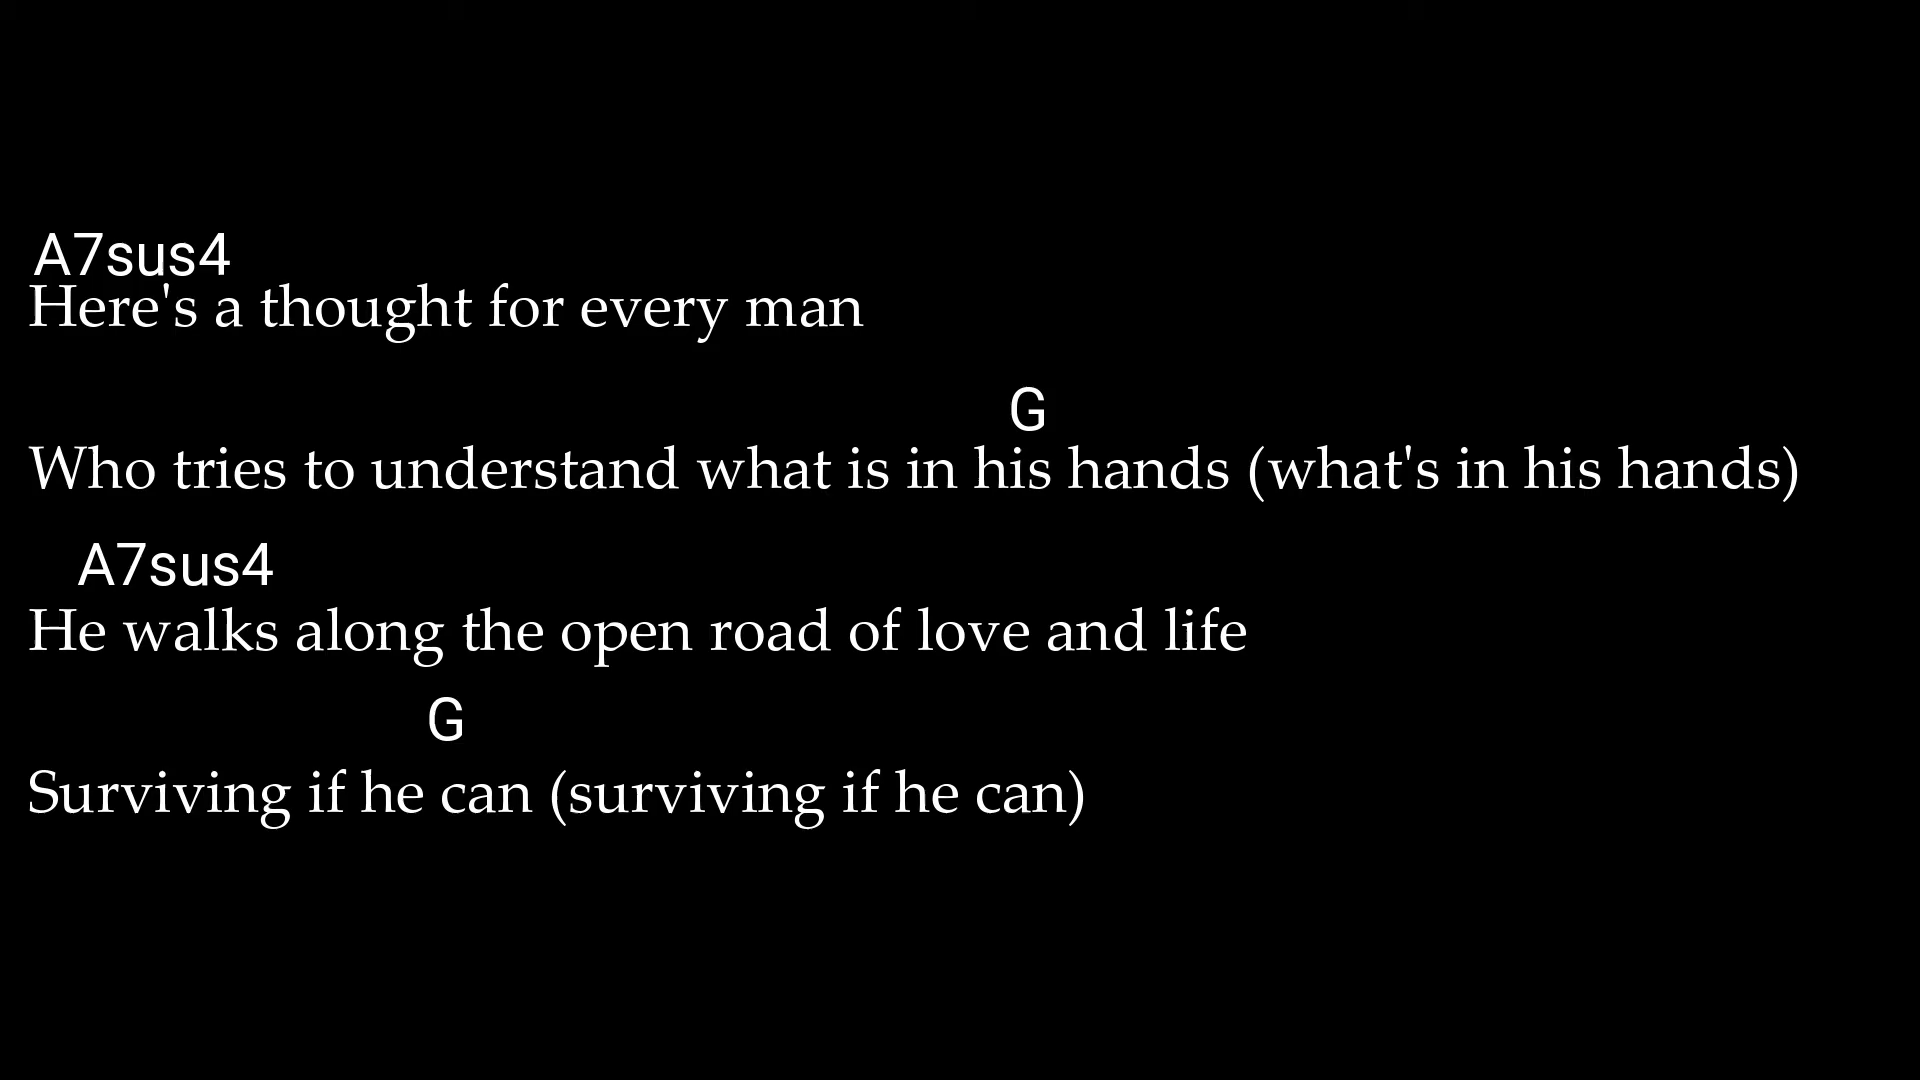 A7sus4
Here's a thought for every man
G
Who tries to understand what is in his hands (what's in his hands)
A7sus4
He walks along the open road of love and life
G
Surviving if he can (surviving if he can)